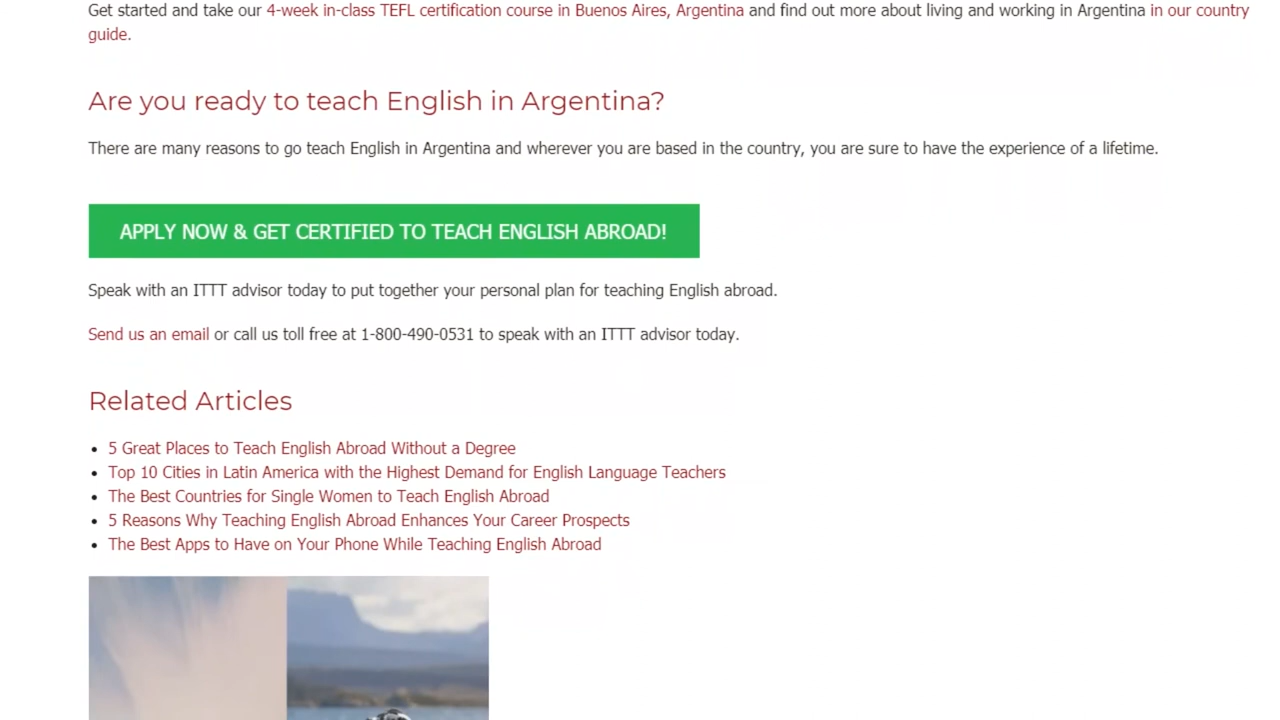 Get started and take our 4-week in-class TEFL certification course in Buenos Aires, Argentina and find out more about living and working in Argentina in our country
guide.
Are you ready to teach English in Argentina?
There are many reasons to go teach English in Argentina and wherever you are based in the country, you are sure to have the experience of a lifetime.
APPLY NOW & GET CERTIFIED TO TEACH ENGLISH ABROAD!
Speak with an ITTT advisor today to put together your personal plan for teaching English abroad.
Send us an email or call us toll free at 1-800-490-0531 to speak with an ITTT advisor today.
Related Articles
• 5 Great Places to Teach English Abroad Without a Degree
• Top 10 Cities in Latin America with the Highest Demand for English Language Teachers
• The Best Countries for Single Women to Teach English Abroad
• 5 Reasons Why Teaching English Abroad Enhances Your Career Prospects
• The Best Apps to Have on Your Phone While Teaching English Abroad